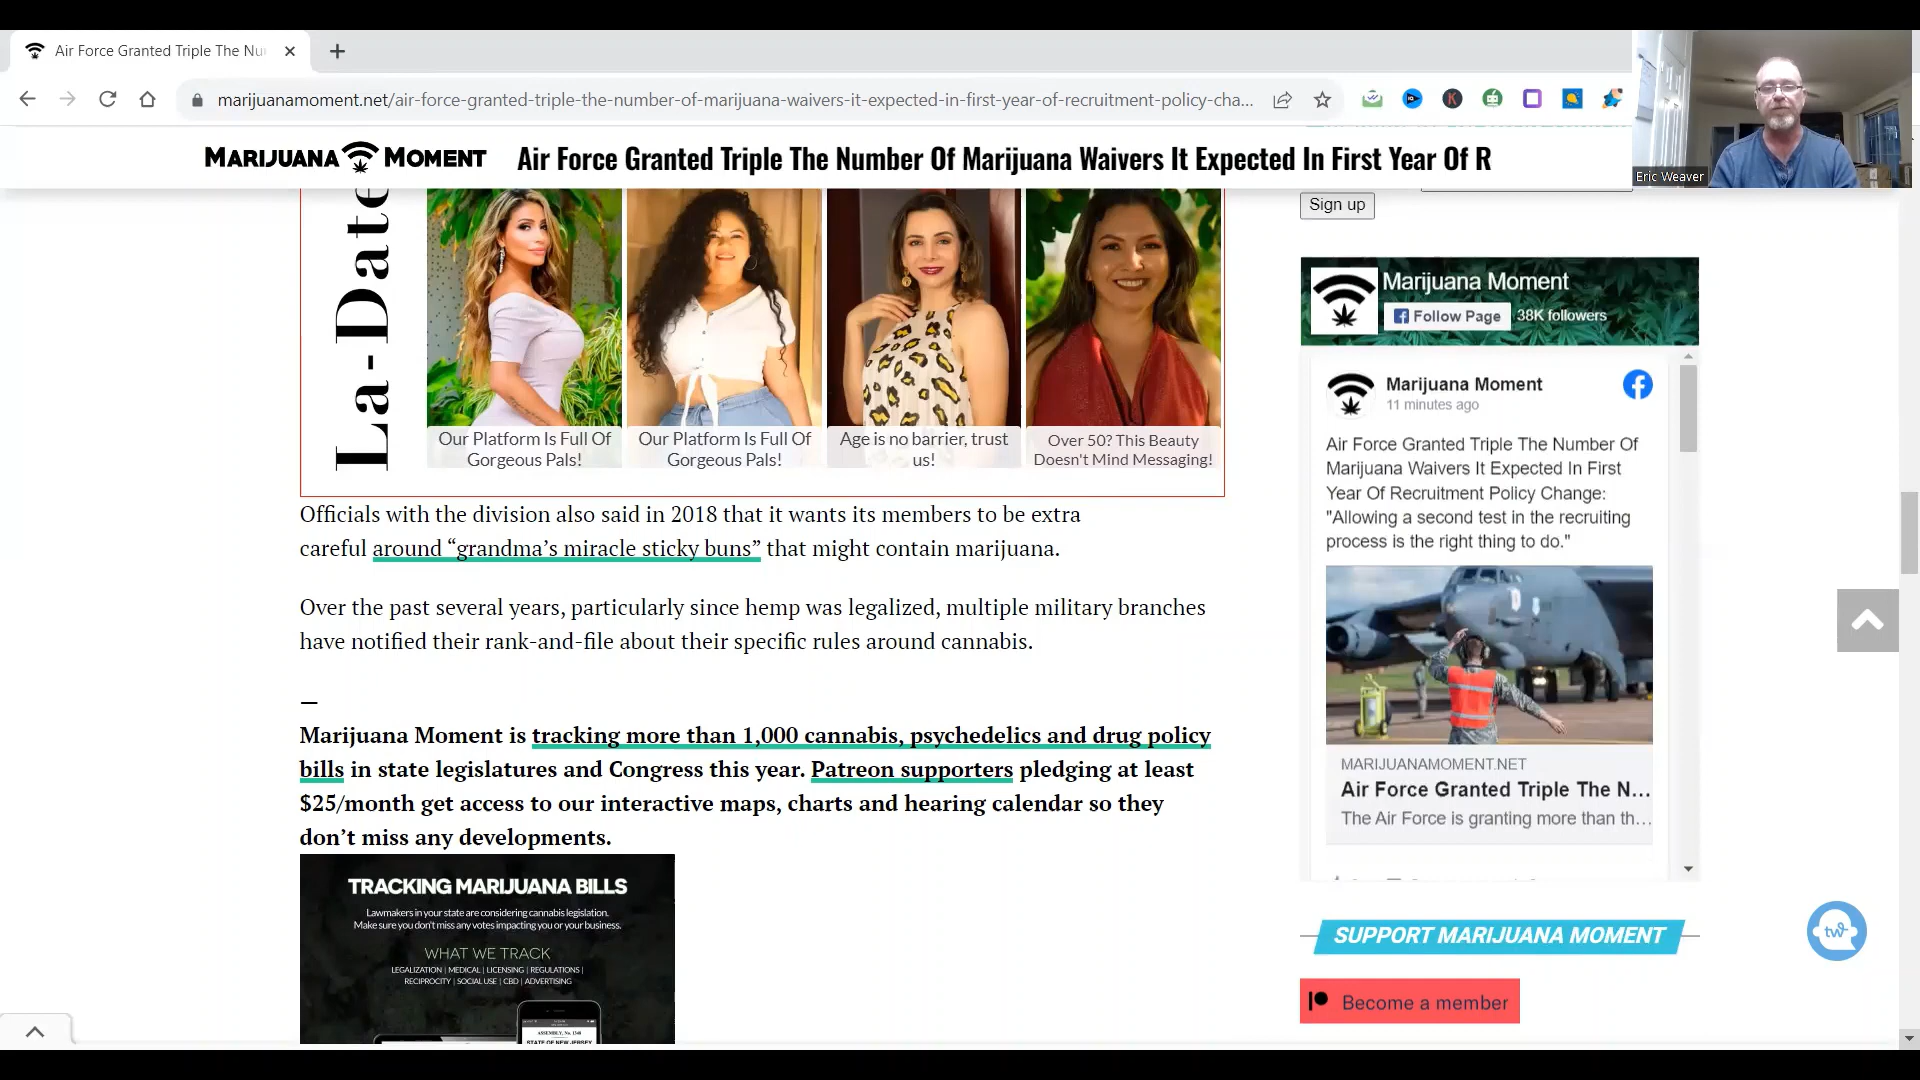 Air Force Granted Triple The Nu
marijuanamoment.net/air-force-granted-triple-the-number-of-marijuana-waivers-it-expected-in-first-year-of-recruitment-policy-cha...
Eric Weaver
MARIJUANA MOMENT
Air Force Granted Triple The Number Of Marijuana Waivers It Expected In First Year Of R
La-Date
Our Platform Is Full Of
Gorgeous Pals!
Our Platform Is Full Of
Gorgeous Pals!
Age is no barrier, trust
us!
Over 50? This Beauty
Doesn't Mind Messaging!
Officials with the division also said in 2018 that it wants its members to be extra
careful around “grandma’s miracle sticky buns” that might contain marijuana.
Over the past several years, particularly since hemp was legalized, multiple military branches
have notified their rank-and-file about their specific rules around cannabis.
—
Marijuana Moment is tracking more than 1,000 cannabis, psychedelics and drug policy
bills in state legislatures and Congress this year. Patreon supporters pledging at least
$25/month get access to our interactive maps, charts and hearing calendar so they
don’t miss any developments.
TRACKING MARIJUANA BILLS
Lawmakers in your state are considering cannabis legislation.
Make sure you don't miss any votes impacting you or your business.
WHAT WE TRACK
LEGALIZATION | MEDICAL | LICENSING | REGULATIONS |
RECIPROCITY | SOCIAL USE | CBD | ADVERTISING
ASSEMBLY, No. 1348
STATE OF NEW JERSEY
Sign up
Marijuana Moment
Follow Page
38K followers
Marijuana Moment
11 minutes ago
Air Force Granted Triple The Number Of
Marijuana Waivers It Expected In First
Year Of Recruitment Policy Change:
"Allowing a second test in the recruiting
process is the right thing to do."
MARIJUANAMOMENT.NET
Air Force Granted Triple The N...
The Air Force is granting more than th...
SUPPORT MARIJUANA MOMENT
Become a member
tw